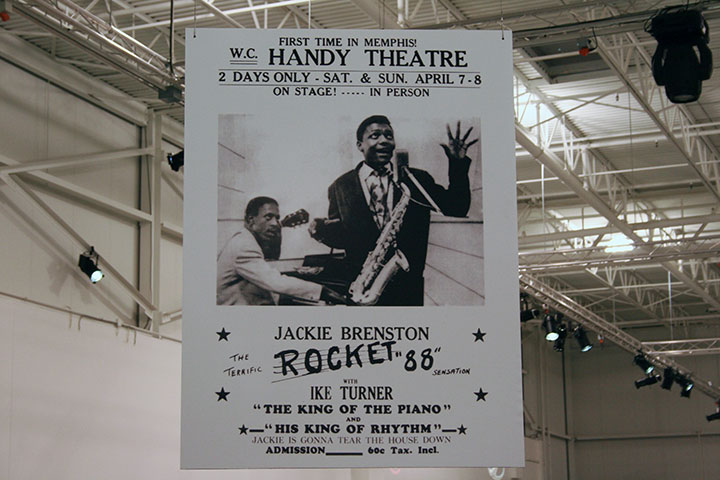 FIRST TIME IN MEMPHIS!
W.C. HANDY THEATRE
2 DAYS ONLY - SAT. & SUN. APRIL 7-8
ON STAGE! ----- IN PERSON
JACKIE BRENSTON
THE TERRIFIC ROCKET "88" SENSATION
WITH
IKE TURNER
"THE KING OF THE PIANO"
AND
"HIS KING OF RHYTHM"
JACKIE IS GONNA TEAR THE HOUSE DOWN
ADMISSION_____ 60c Tax. Incl.